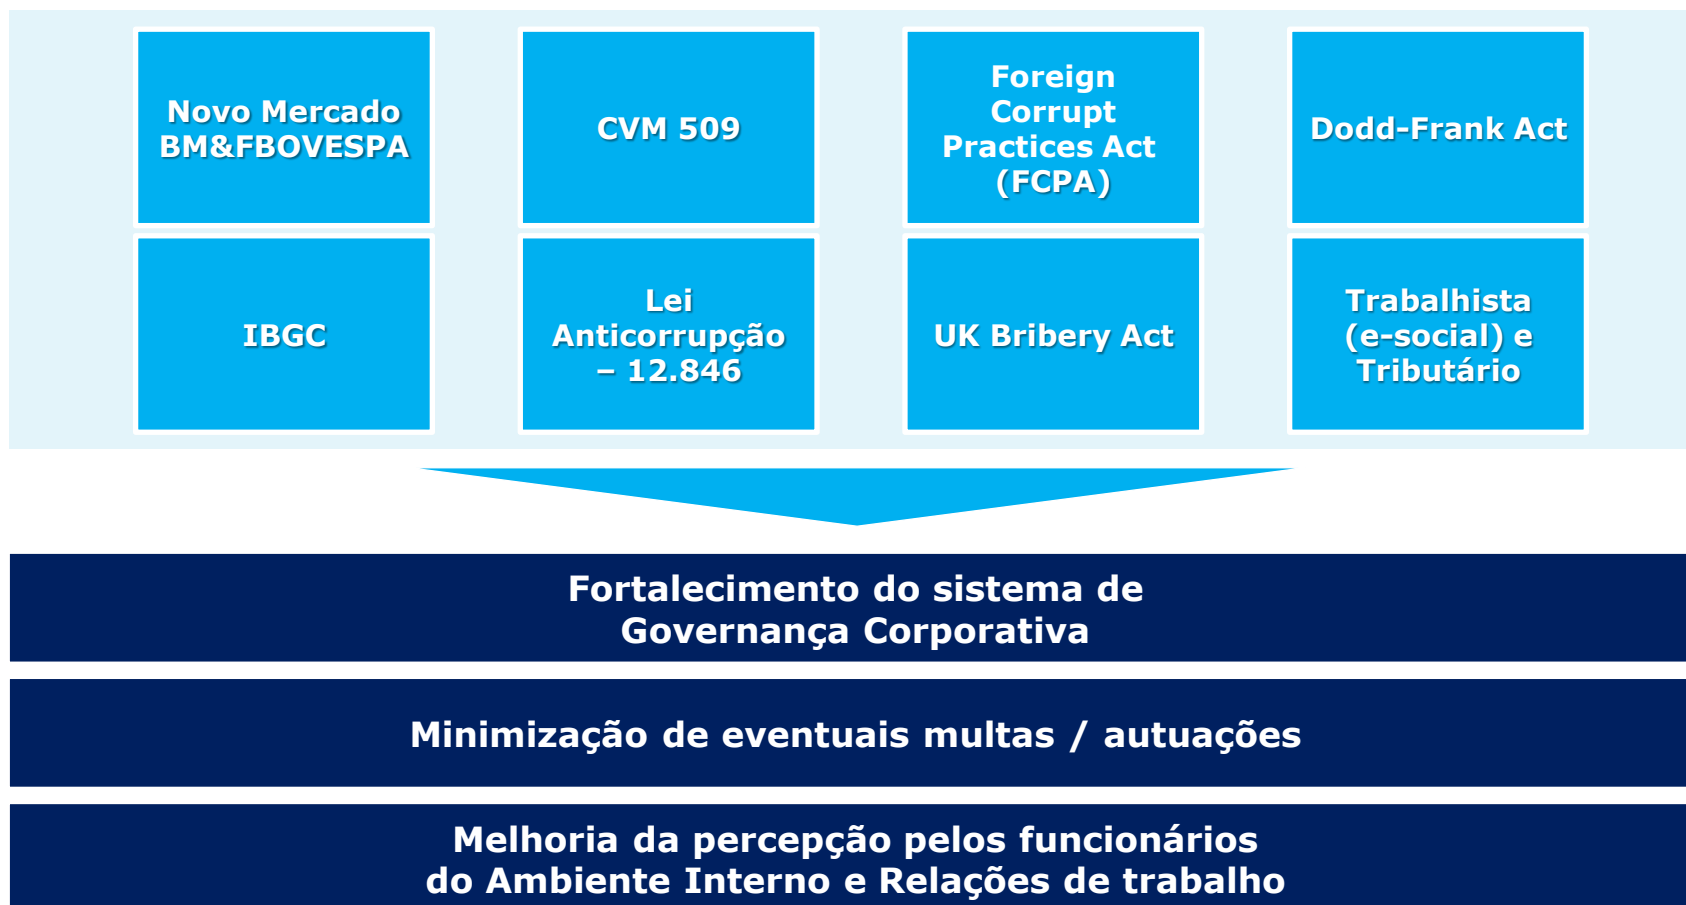 Novo Mercado
BM&FBOVESPA
CVM 509
Foreign
Corrupt
Practices Act
(FCPA)
Dodd-Frank Act
IBGC
Lei
Anticorrupção
– 12.846
UK Bribery Act
Trabalhista
(e-social) e
Tributário
Fortalecimento do sistema de
Governança Corporativa
Minimização de eventuais multas / autuações
Melhoria da percepção pelos funcionários
do Ambiente Interno e Relações de trabalho